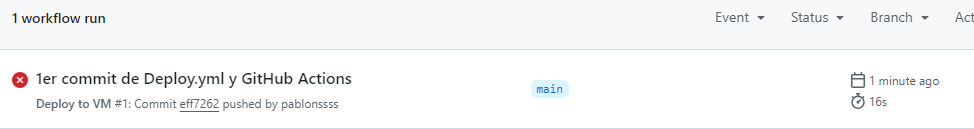 1 workflow run
Event Status Branch
1er commit de Deploy.yml y GitHub Actions
main
1 minute ago
Deploy to VM #1: Commit eff7262 pushed by pablonssss
16s